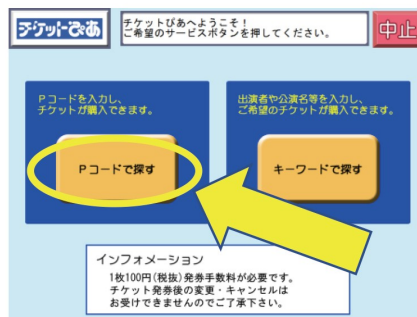 チケットぴあ
チケットぴあへようこそ！
ご希望のサービスボタンを押してください。
中止
Pコードを入力し、
チケットが購入できます。
出演者や公演名等を入力し、
ご希望のチケットが購入できます。
Pコードで探す
キーワードで探す
インフォメーション
1枚100円(税抜)発券手数料が必要です。
チケット発券後の変更・キャンセルは
お受けできませんのでご了承下さい。